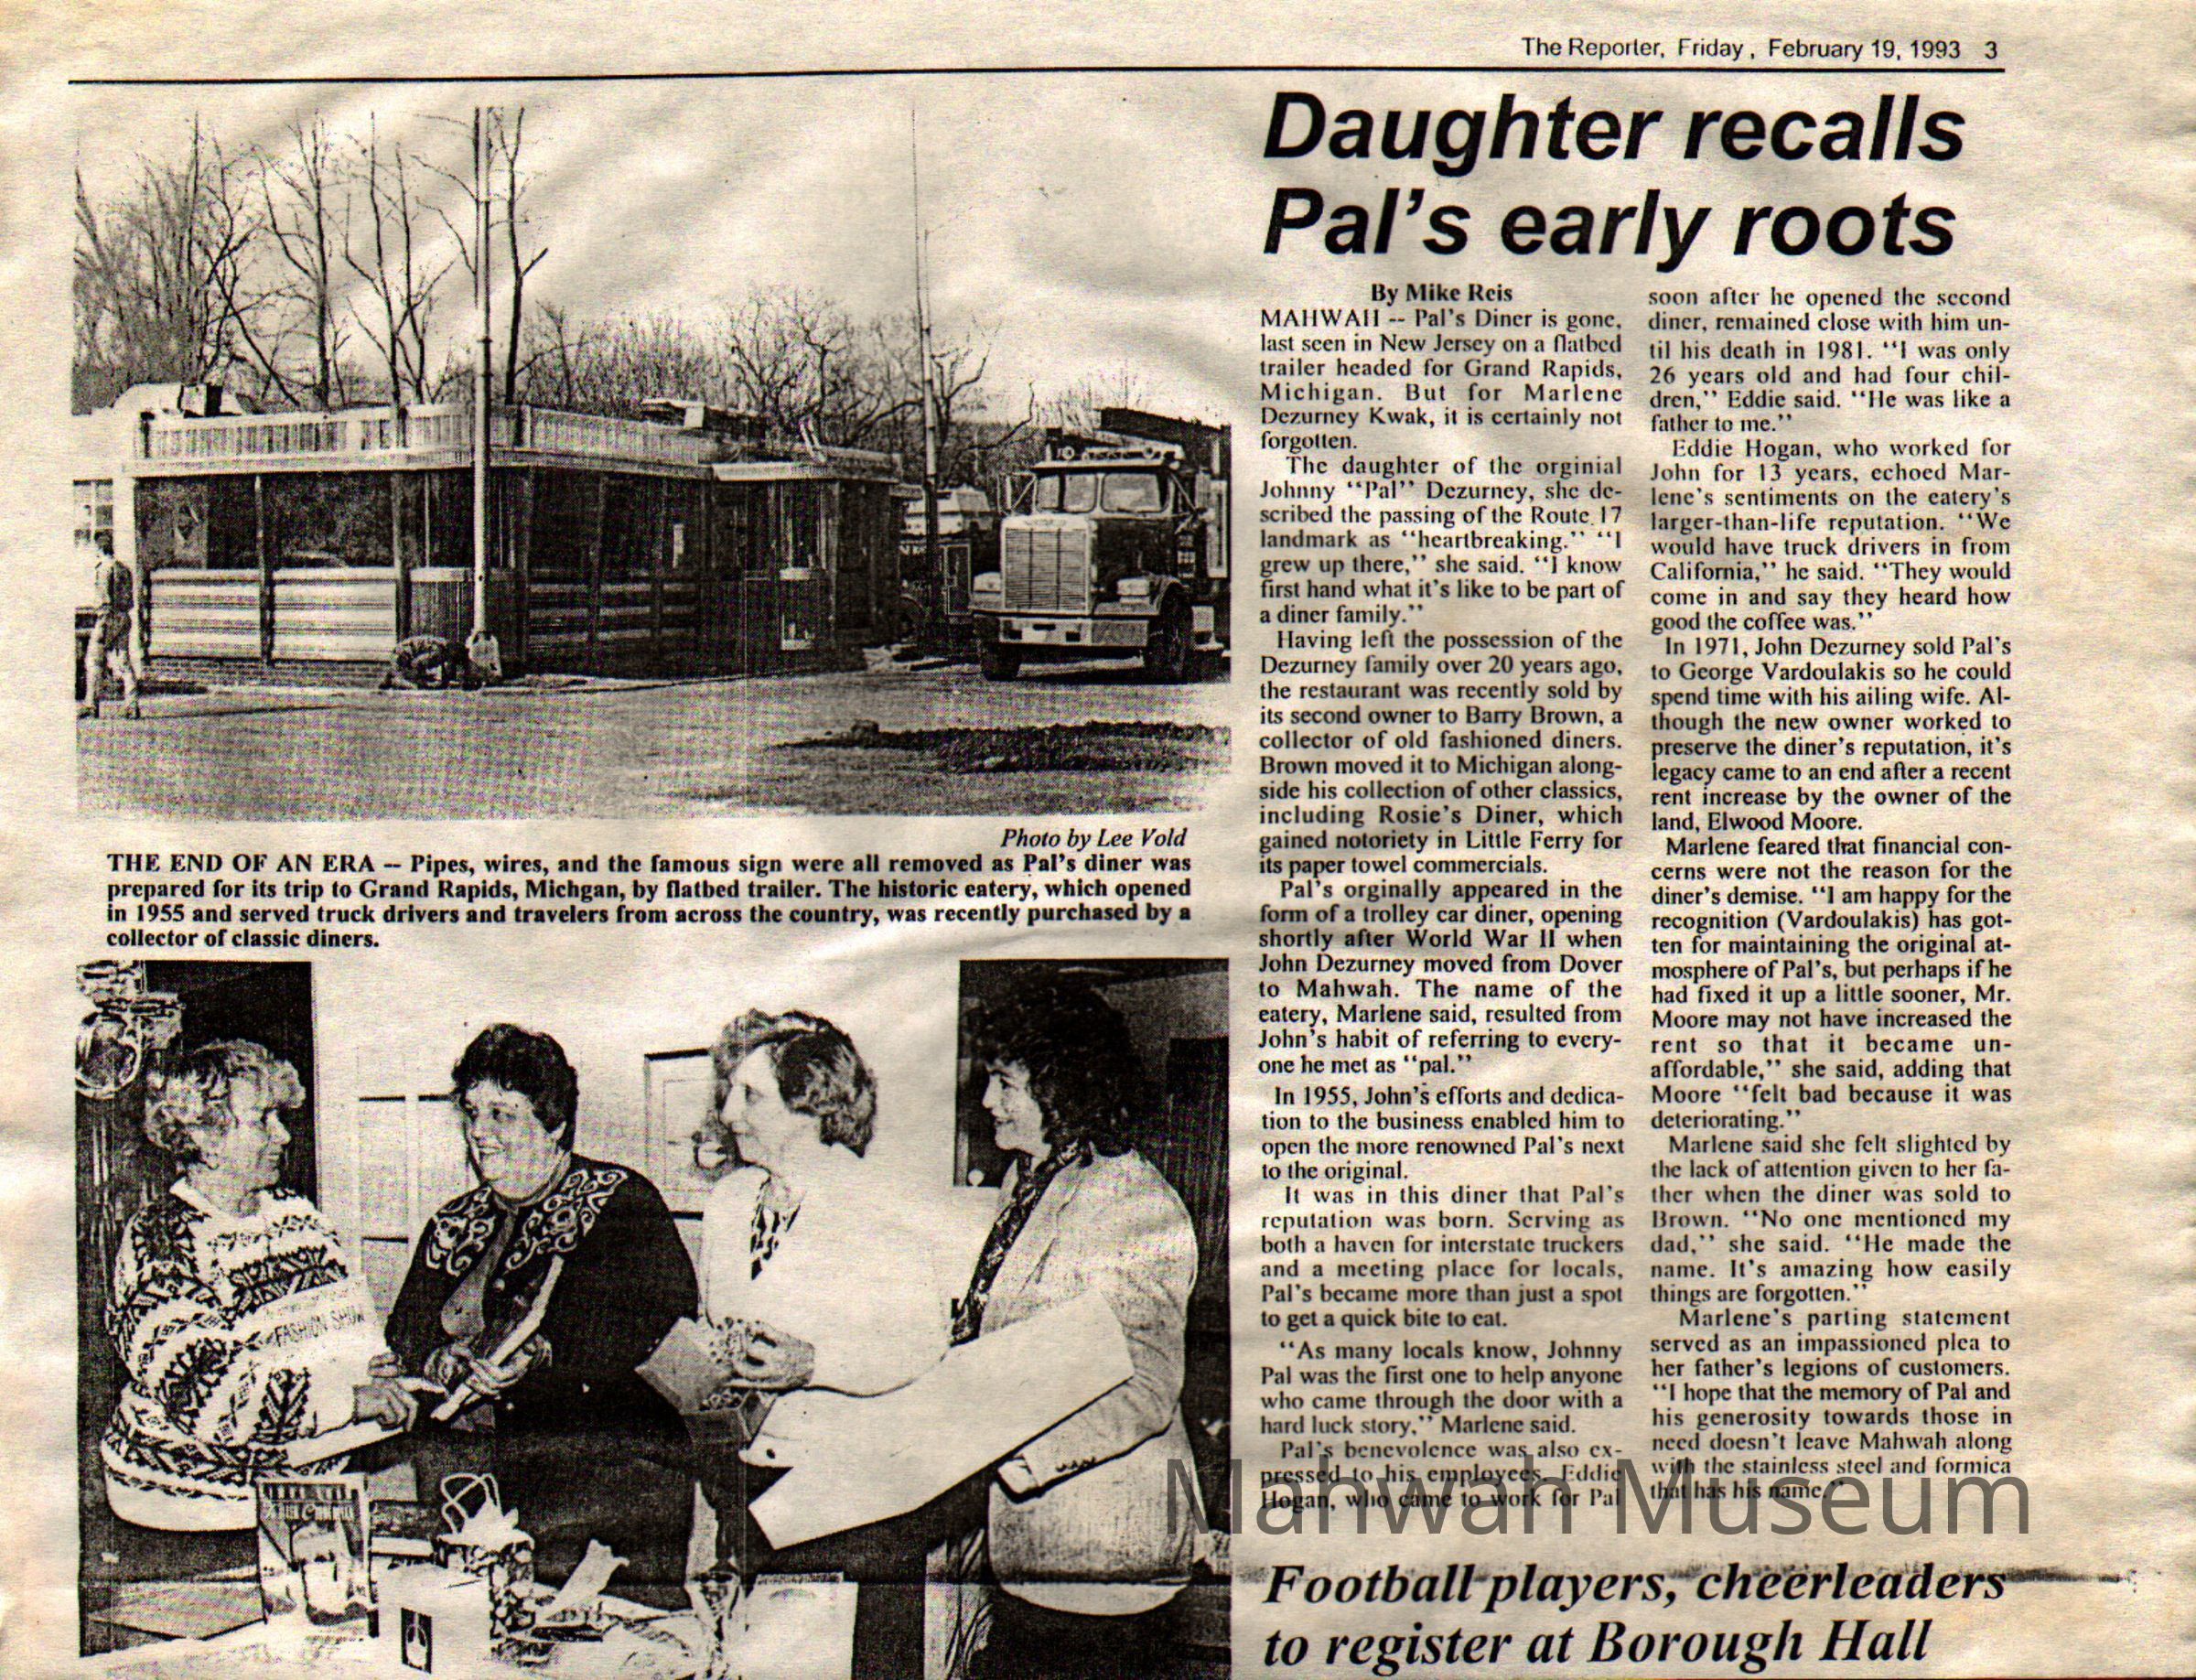 The Reporter, Friday, February 19, 1993 3
Daughter recalls
Pal's early roots
Photo by Lee Vold
THE END OF AN ERA -- Pipes, wires, and the famous sign were all removed as Pal's diner was
prepared for its trip to Grand Rapids, Michgan, by flatbed trailer. The historic eatery, which opened
in 1955 and served truck drivers and travelers from across the country, was recently purchased by a
collector of classic diners.
FASHION SHOW
By Mike Reis
MAHWAH -- Pal's Diner is gone,
last seen in New Jersey on a flatbed
trailer headed for Grand Rapids,
Michigan. But for Marlene
Dezurney Kwak, it is certainly not
forgotten.
The daughter of the orginial
Johnny "Pal" Dezurney, she de-
scribed the passing of the Route 17
landmark as "heartbreaking." "I
grew up there," she said. "I know
first hand what it's like to be part of
a diner family."
Having left the possession of the
Dezurney family over 20 years ago,
the restaurant was recently sold by
its second owner to Barry Brown, a
collector of old fashioned diners.
Brown moved it to Michigan along-
side his collection of other classics,
including Rosie's Diner, which
gained notoriety in Little Ferry for
its paper towel commercials.
Pal's orginally appeared in the
form of a trolley car diner, opening
shortly after World War II when
John Dezurney moved from Dover
to Mahwah. The name of the
eatery, Marlene said, resulted from
John's habit of referring to every-
one he met as "pal."
In 1955, John's efforts and dedica-
tion to the business enabled him to
open the more renowned Pal's next
to the original.
It was in this diner that Pal's
reputation was born. Serving as
both a haven for interstate truckers
and a meeting place for locals,
Pal's became more than just a spot
to get a quick bite to eat.
"As many locals know, Johnny
Pal was the first one to help anyone
who came through the door with a
hard luck story," Marlene said.
Pal's benevolence was also ex-
pressed to his employees. Eddie
Hogan, who came to work for Pal
soon after he opened the second
diner, remained close with him un-
til his death in 1981. "I was only
26 years old and had four chil-
dren," Eddie said. "He was like a
father to me."
Eddie Hogan, who worked for
John for 13 years, echoed Mar-
lene's sentiments on the eatery's
larger-than-life reputation. "We
would have truck drivers in from
California," he said. "They would
come in and say they heard how
good the coffee was."
In 1971, John Dezurney sold Pal's
to George Vardoulakis so he could
spend time with his ailing wife. Al-
though the new owner worked to
preserve the diner's reputation, it's
legacy came to an end after a recent
rent increase by the owner of the
land, Elwood Moore.
Marlene feared that financial con-
cerns were not the reason for the
diner's demise. "I am happy for the
recognition (Vardoulakis) has got-
ten for maintaining the original at-
mosphere of Pal's, but perhaps if he
had fixed it up a little sooner, Mr.
Moore may not have increased the
rent so that it became un-
affordable," she said, adding that
Moore "felt bad because it was
deteriorating."
Marlene said she felt slighted by
the lack of attention given to her fa-
ther when the diner was sold to
Brown. "No one mentioned my
dad," she said. "He made the
name. It's amazing how easily
things are forgotten."
Marlene's parting statement
served as an impassioned plea to
her father's legions of customers.
"I hope that the memory of Pal and
his generosity towards those in
need doesn't leave Mahwah along
with the stainless steel and formica
that has his name."
Mahwah Museum
Football players, cheerleaders
to register at Borough Hall